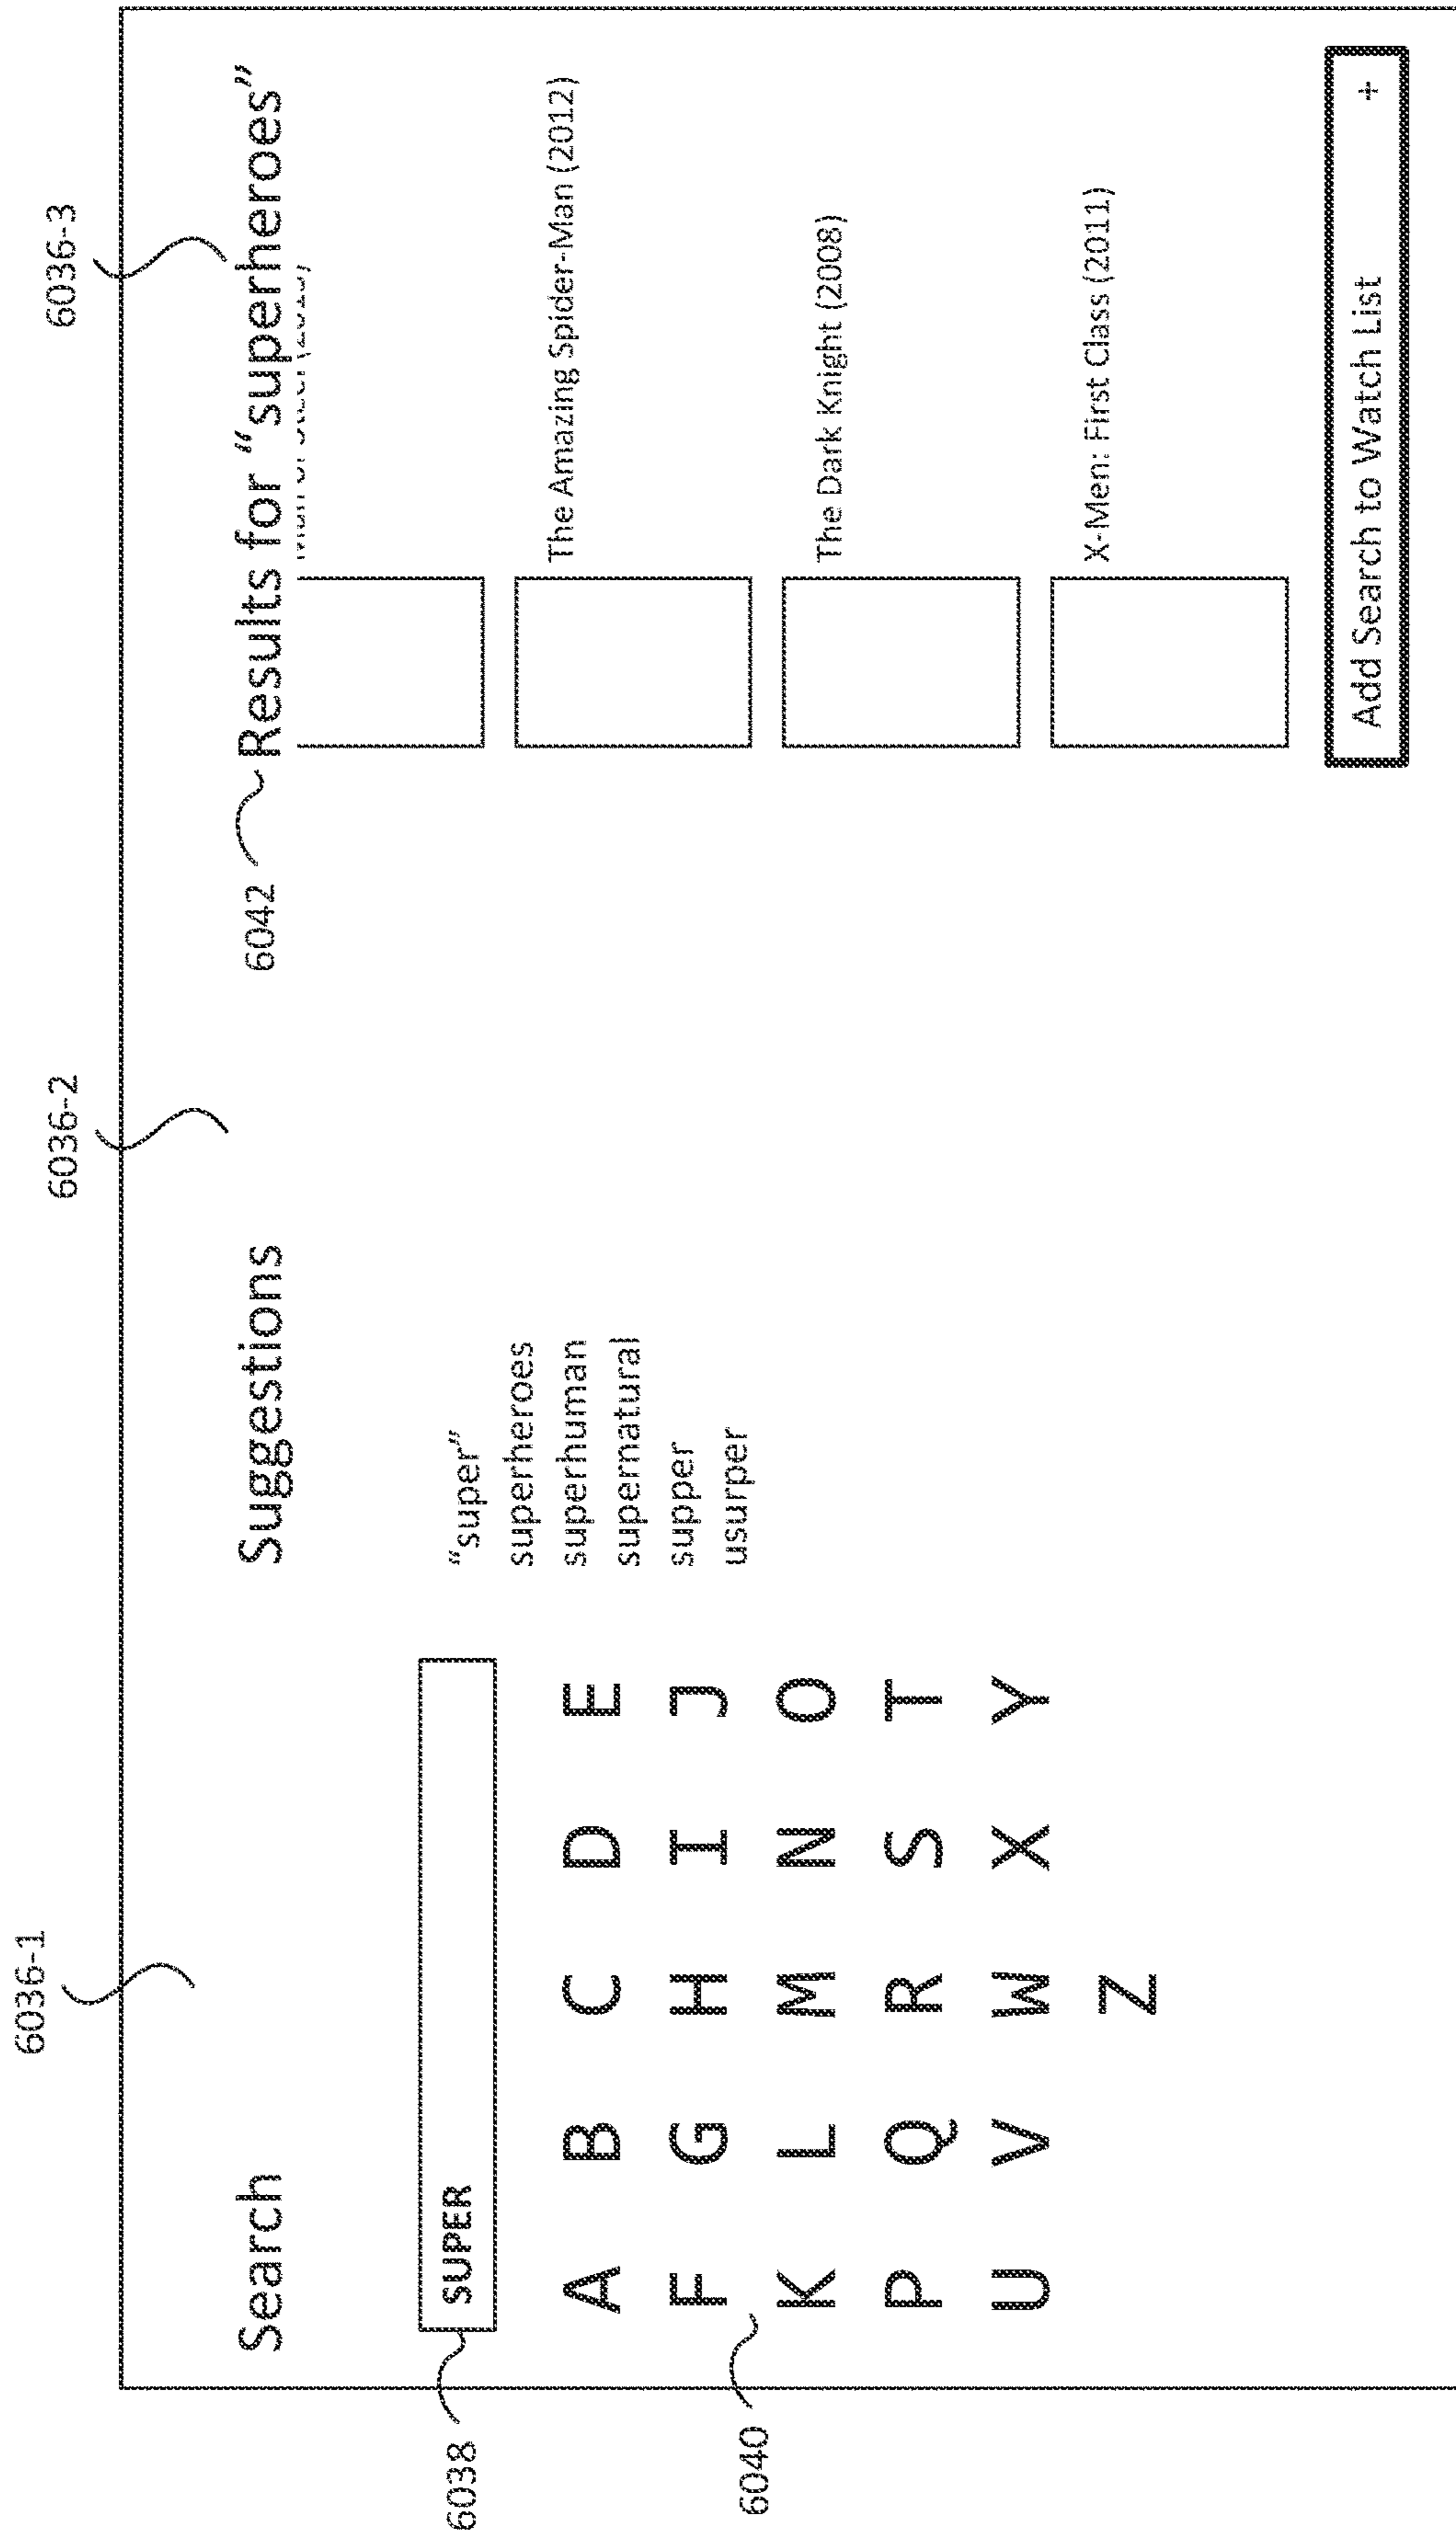 6036-1
6036-2
6036-3
Search
Suggestions
6042
Results for “superheroes”
6038
SUPER
A B C D E
F G H I J
6040
K L M N O
P Q R S T
U V W X Y
Z
“super”
superheroes
superhuman
supernatural
supper
usurper
The Amazing Spider-Man (2012)
The Dark Knight (2008)
X-Men: First Class (2011)
Add Search to Watch List +